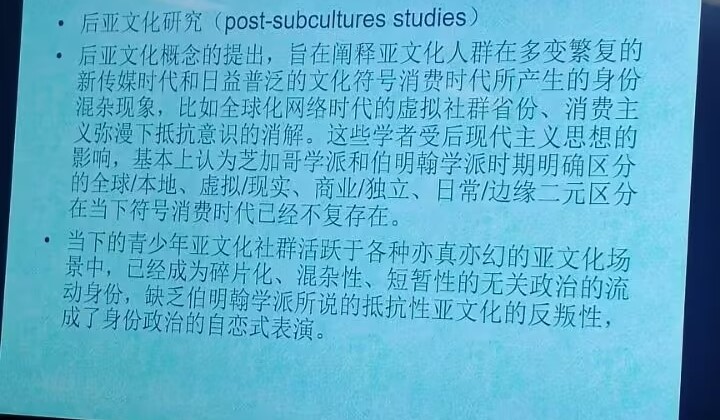 • 后亚文化研究（post-subcultures studies）
• 后亚文化概念的提出，旨在阐释亚文化人群在多变繁复的
新传媒时代和日益普泛的文化符号消费时代所产生的身份
混杂现象，比如全球化网络时代的虚拟社群省份、消费主
义弥漫下抵抗意识的消解。这些学者受后现代主义思想的
影响，基本上认为芝加哥学派和伯明翰学派时期明确区分
的全球/本地、虚拟/现实、商业/独立、日常/边缘二元区分
在当下符号消费时代已经不复存在。
• 当下的青少年亚文化社群活跃于各种亦真亦幻的亚文化场
景中，已经成为碎片化、混杂性、短暂性的无关政治的流
动身份，缺乏伯明翰学派所说的抵抗性亚文化的反叛性，
成了身份政治的自恋式表演。